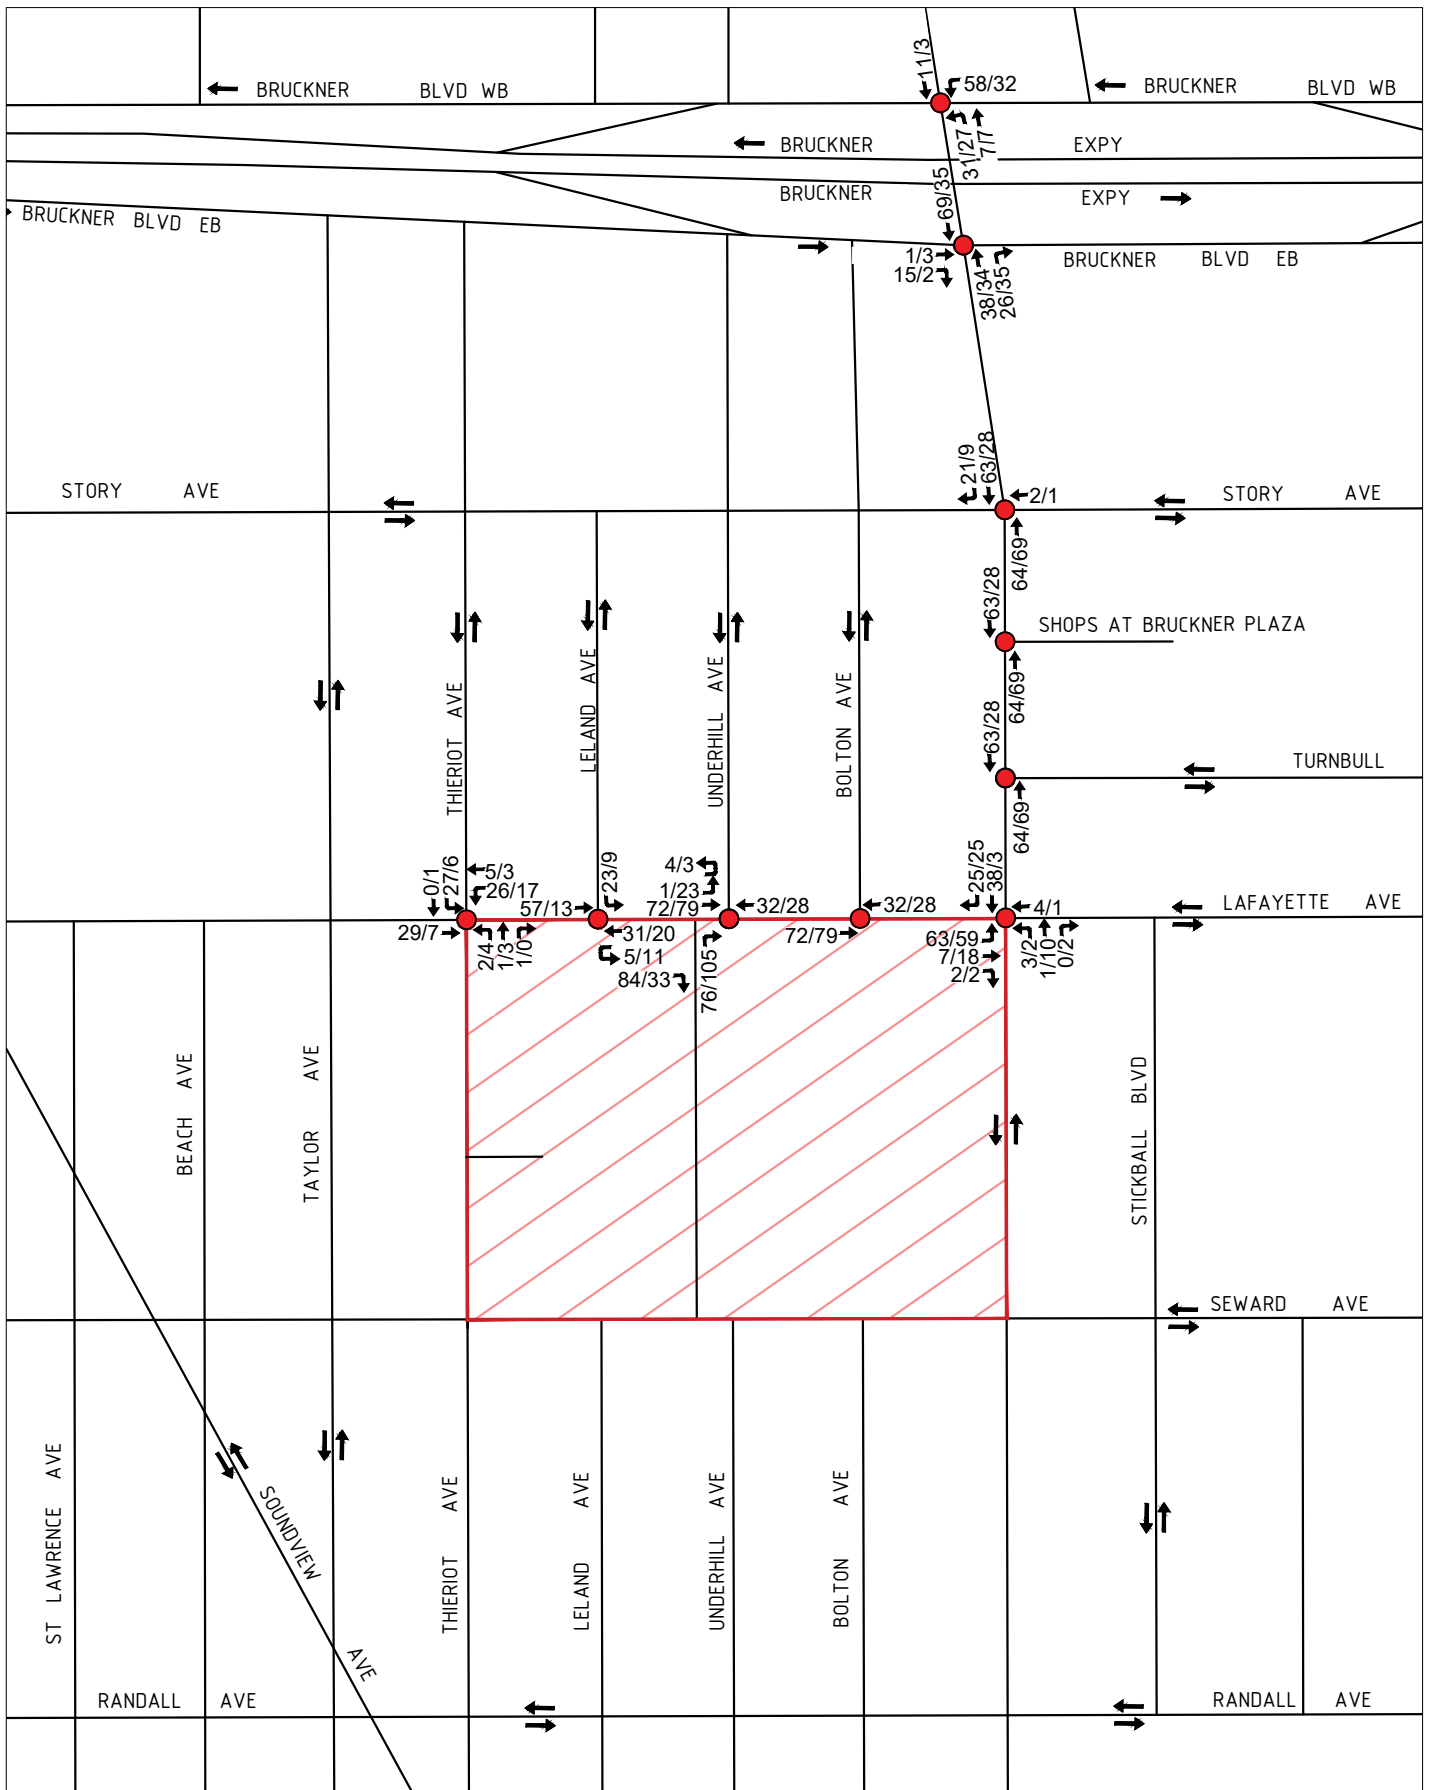 11/3
58/32
BRUCKNER BLVD WB
BRUCKNER BLVD WB
31/27
7/7
BRUCKNER EXPY
69/35
BRUCKNER EXPY
BRUCKNER BLVD EB
1/3
15/2
38/34
26/35
BRUCKNER BLVD EB
21/9
63/28
STORY AVE
2/1
STORY AVE
64/69
63/28
SHOPS AT BRUCKNER PLAZA
64/69
63/28
TURNBULL
64/69
THIERIOT AVE
LELAND AVE
UNDERHILL AVE
BOLTON AVE
0/1
27/6
5/3
26/17
23/9
4/3
1/23
25/25
38/3
57/13
72/79
32/28
32/28
4/1
LAFAYETTE AVE
29/7
2/4
1/3
1/0
31/20
5/11
84/33
76/105
72/79
63/59
7/18
2/2
3/2
1/10
0/2
BEACH AVE
TAYLOR AVE
STICKBALL BLVD
SEWARD AVE
ST LAWRENCE AVE
SOUNDVIEW AVE
THIERIOT AVE
LELAND AVE
UNDERHILL AVE
BOLTON AVE
RANDALL AVE
RANDALL AVE